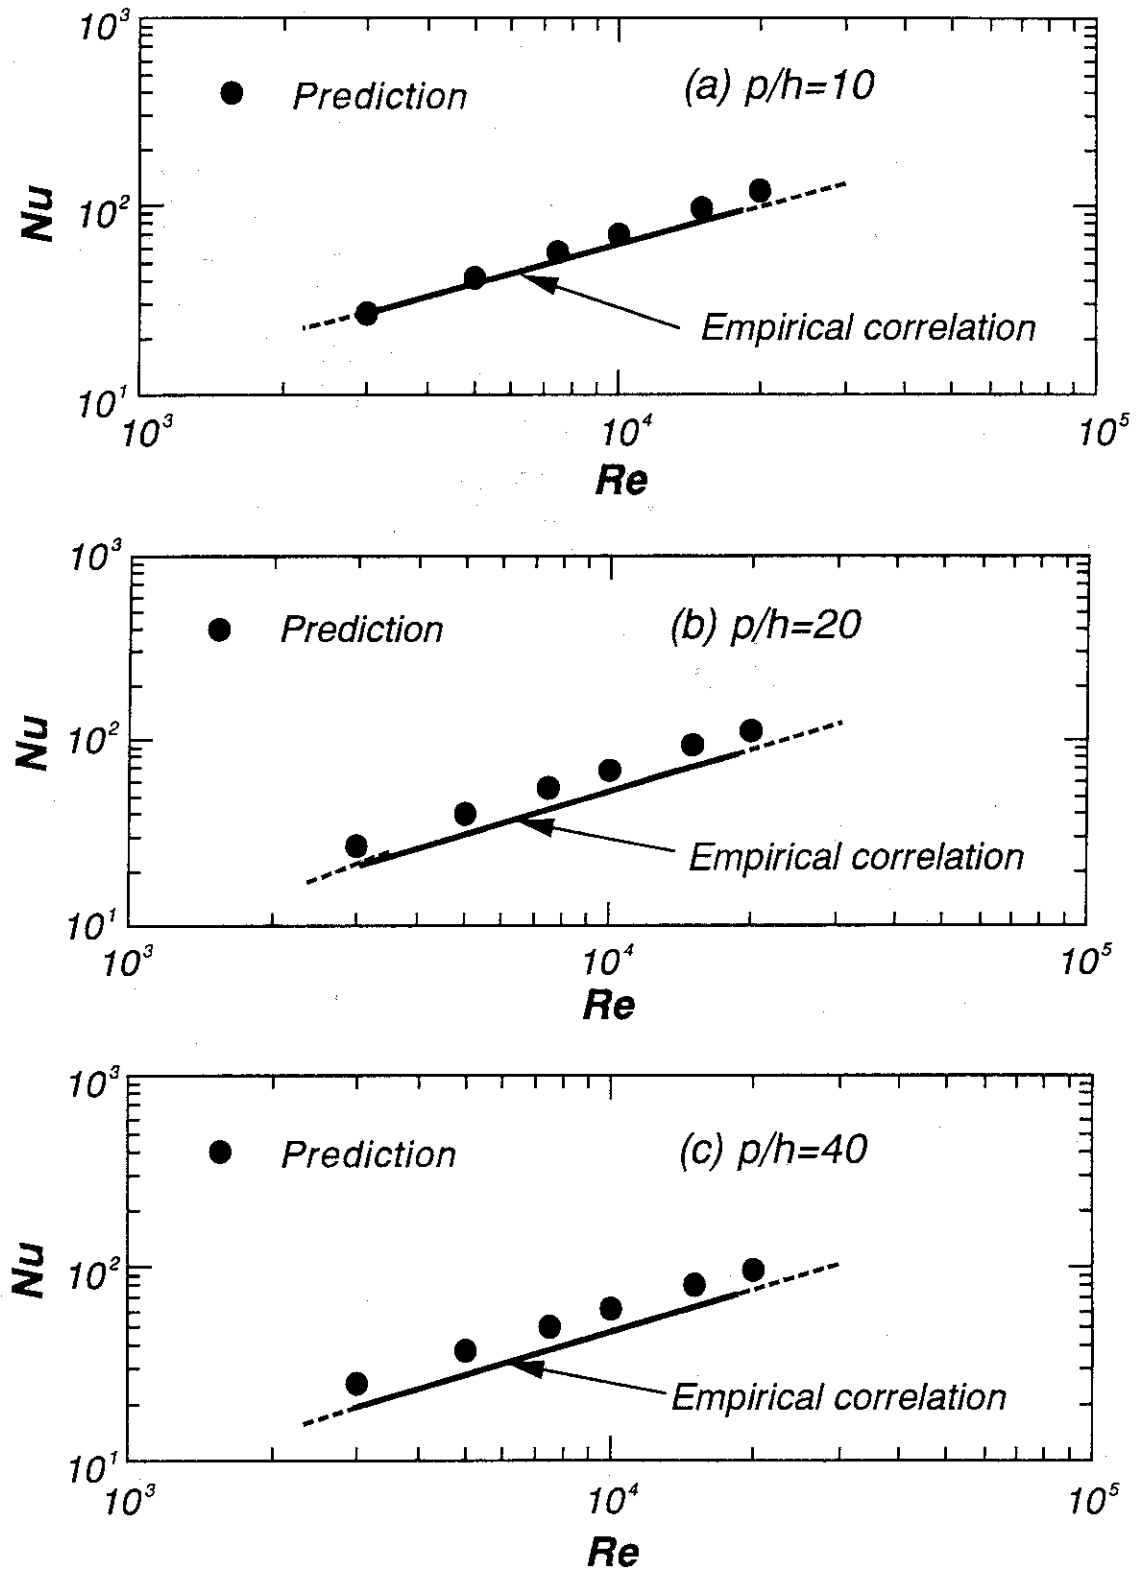 10³
Prediction
(a) p/h=10
Nu
10²
Empirical correlation
10¹
10³
10⁴
10⁵
Re
10³
Prediction
(b) p/h=20
Nu
10²
Empirical correlation
10¹
10³
10⁴
10⁵
Re
10³
Prediction
(c) p/h=40
Nu
10²
Empirical correlation
10¹
10³
10⁴
10⁵
Re